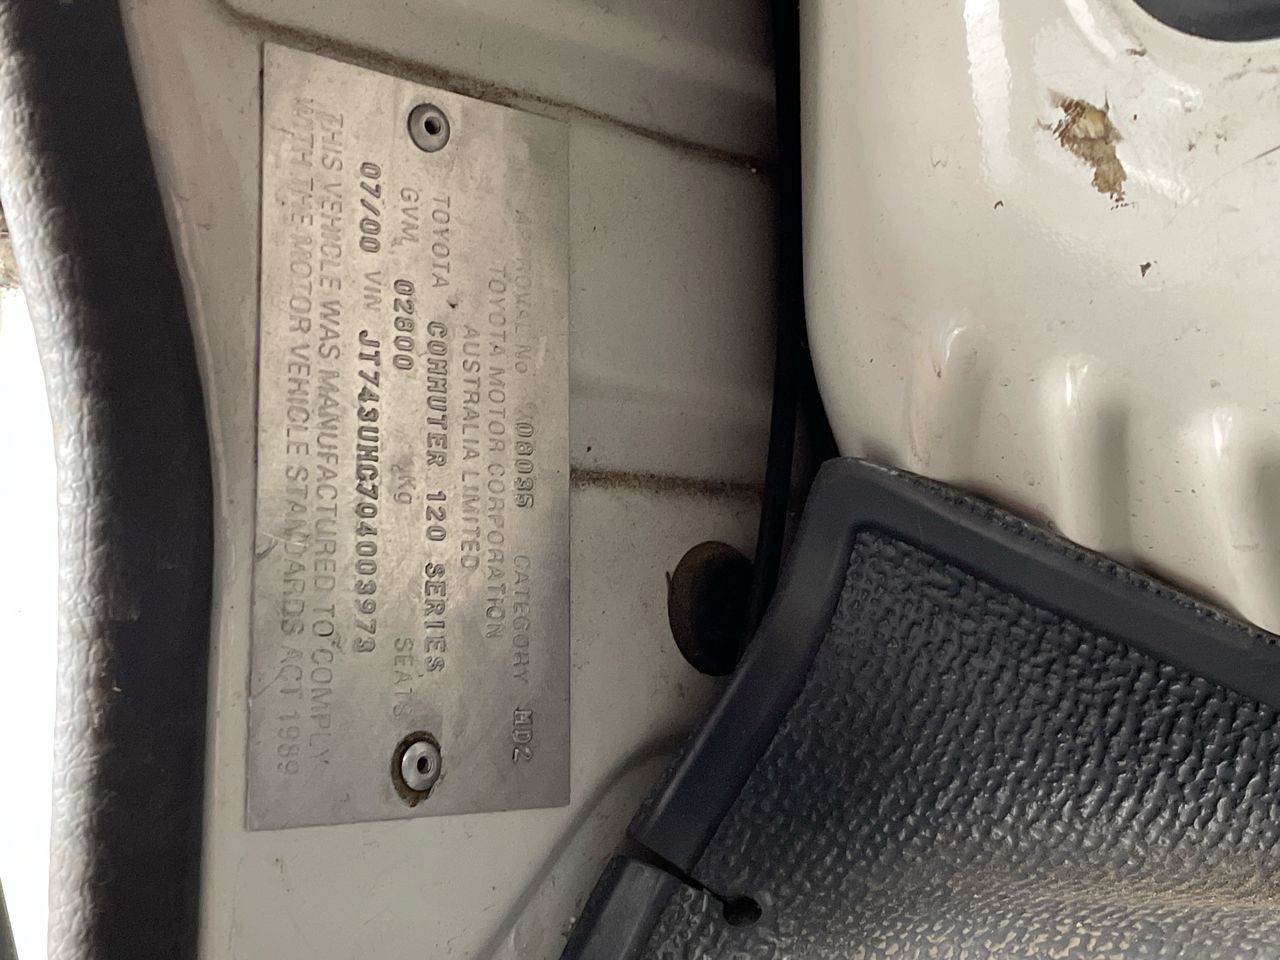 APPROVAL No 08035 CATEGORY MD2
TOYOTA MOTOR CORPORATION
AUSTRALIA LIMITED
TOYOTA COMMUTER 120 SERIES
GVM 02800 Kg SEATS
07/00 VIN JT743UHC704003973
THIS VEHICLE WAS MANUFACTURED TO COMPLY
WITH THE MOTOR VEHICLE STANDARDS ACT 1989